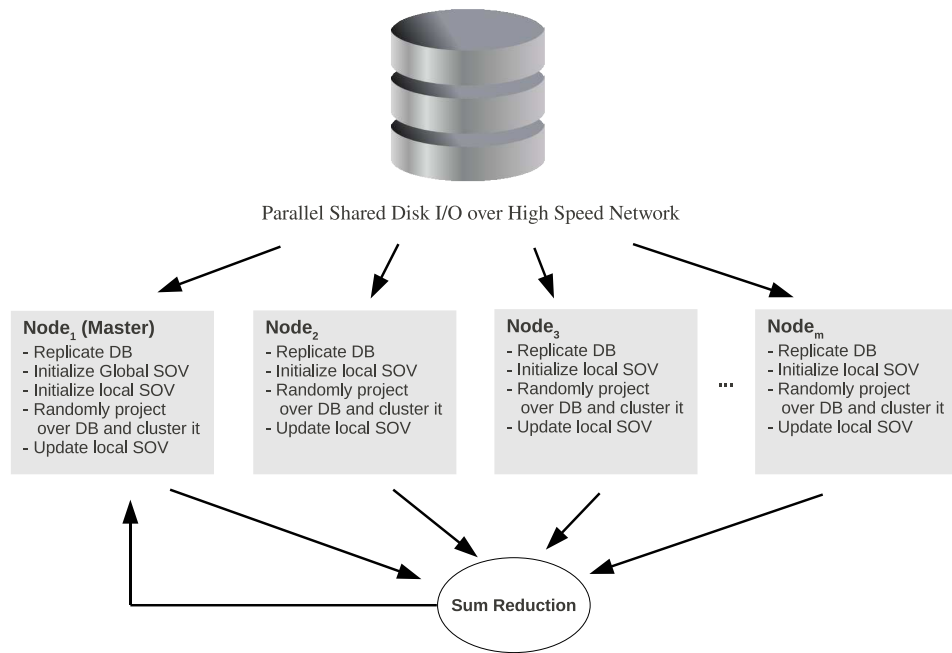 Parallel Shared Disk I/O over High Speed Network
Node1 (Master)
- Replicate DB
- Initialize Global SOV
- Initialize local SOV
- Randomly project
over DB and cluster it
- Update local SOV
Node2
- Replicate DB
- Initialize local SOV
- Randomly project
over DB and cluster it
- Update local SOV
Node3
- Replicate DB
- Initialize local SOV
- Randomly project
over DB and cluster it
- Update local SOV
...
Nodem
- Replicate DB
- Initialize local SOV
- Randomly project
over DB and cluster it
- Update local SOV
Sum Reduction